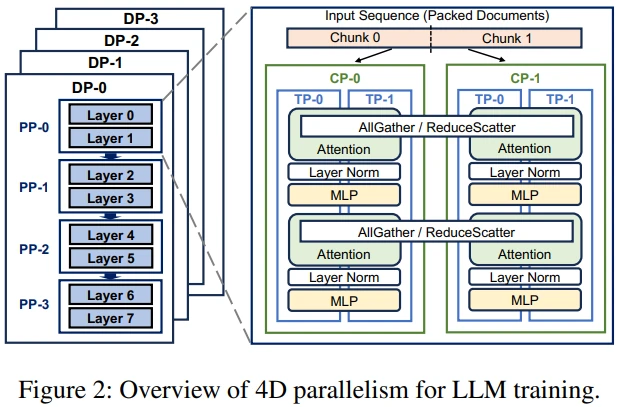 DP-3
DP-2
DP-1
DP-0
PP-0
Layer 0
Layer 1
PP-1
Layer 2
Layer 3
PP-2
Layer 4
Layer 5
PP-3
Layer 6
Layer 7
Input Sequence (Packed Documents)
Chunk 0
Chunk 1
CP-0
CP-1
TP-0
TP-1
TP-0
TP-1
AllGather / ReduceScatter
Attention
Attention
Layer Norm
Layer Norm
MLP
MLP
AllGather / ReduceScatter
Attention
Attention
Layer Norm
Layer Norm
MLP
MLP
Figure 2: Overview of 4D parallelism for LLM training.